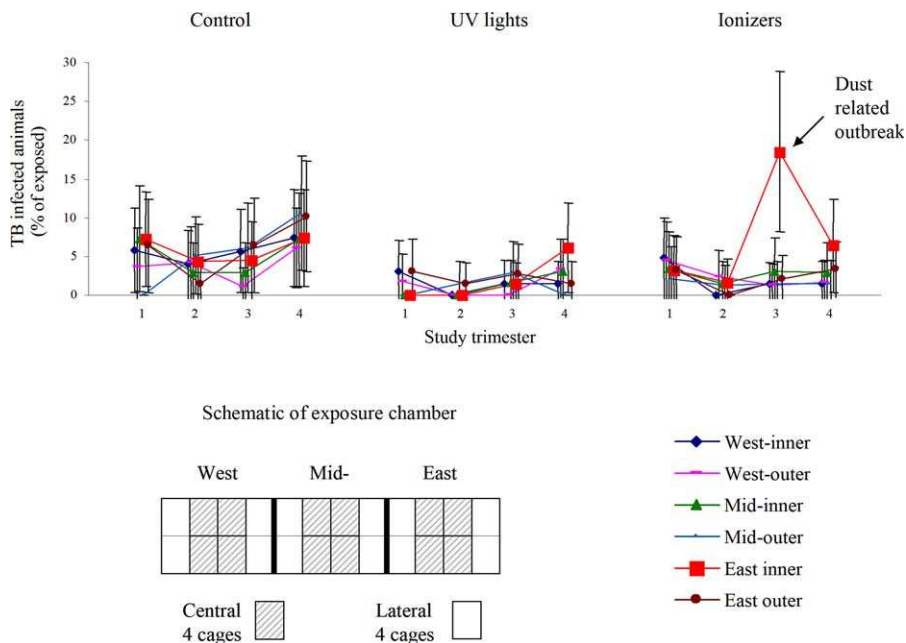 Control
UV lights
Ionizers
TB infected animals
(% of exposed)
30
25
20
15
10
5
0
Dust
related
outbreak
1
2
3
4
1
2
3
4
1
2
3
4
Study trimester
Schematic of exposure chamber
West
Mid-
East
Central
4 cages
Lateral
4 cages
West-inner
West-outer
Mid-inner
Mid-outer
East inner
East outer